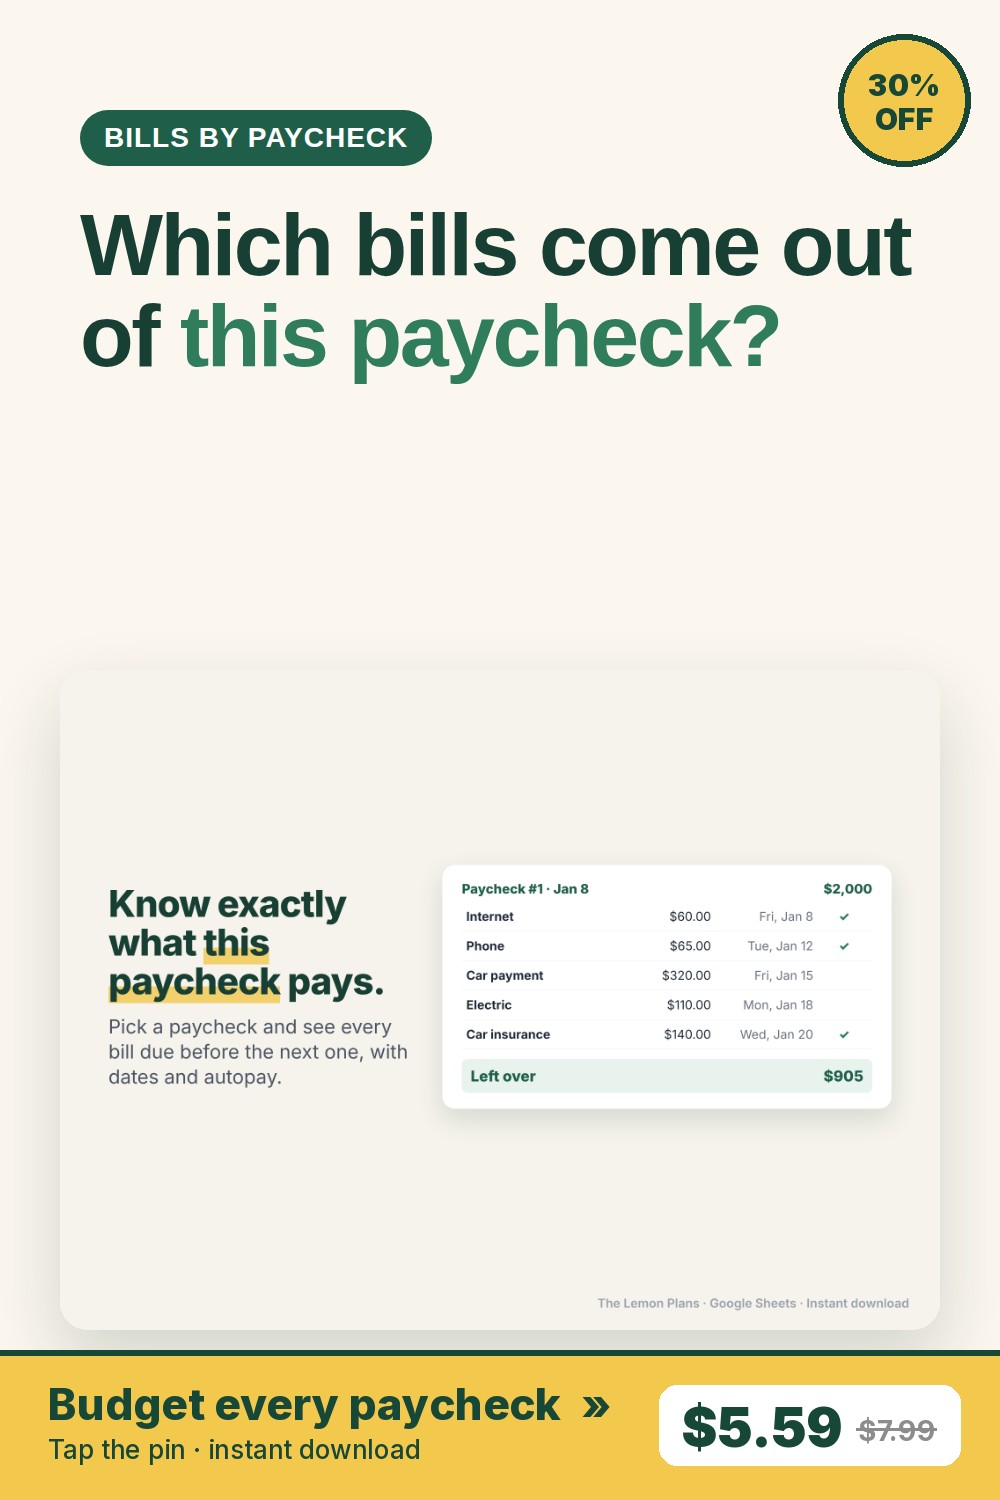 30%
OFF
BILLS BY PAYCHECK
Which bills come out
of this paycheck?
Know exactly
what this
paycheck pays.
Pick a paycheck and see every
bill due before the next one, with
dates and autopay.
Paycheck #1 · Jan 8 $2,000
Internet $60.00 Fri, Jan 8 ✓
Phone $65.00 Tue, Jan 12 ✓
Car payment $320.00 Fri, Jan 15
Electric $110.00 Mon, Jan 18
Car insurance $140.00 Wed, Jan 20 ✓
Left over $905
The Lemon Plans · Google Sheets · Instant download
Budget every paycheck »
Tap the pin · instant download
$5.59 $7.99